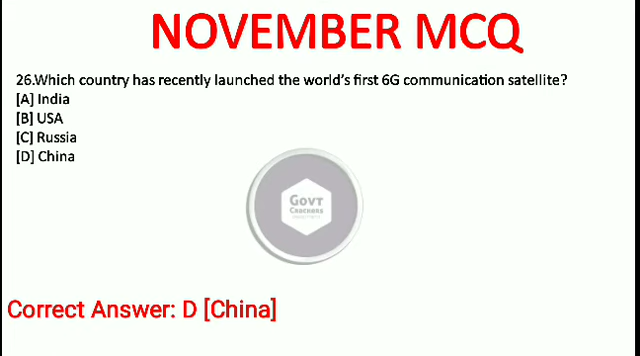 NOVEMBER MCQ
26.Which country has recently launched the world's first 6G communication satellite?
[A] India
[B] USA
[C] Russia
[D] China
GOVT
CRACKERS
Correct Answer: D [China]